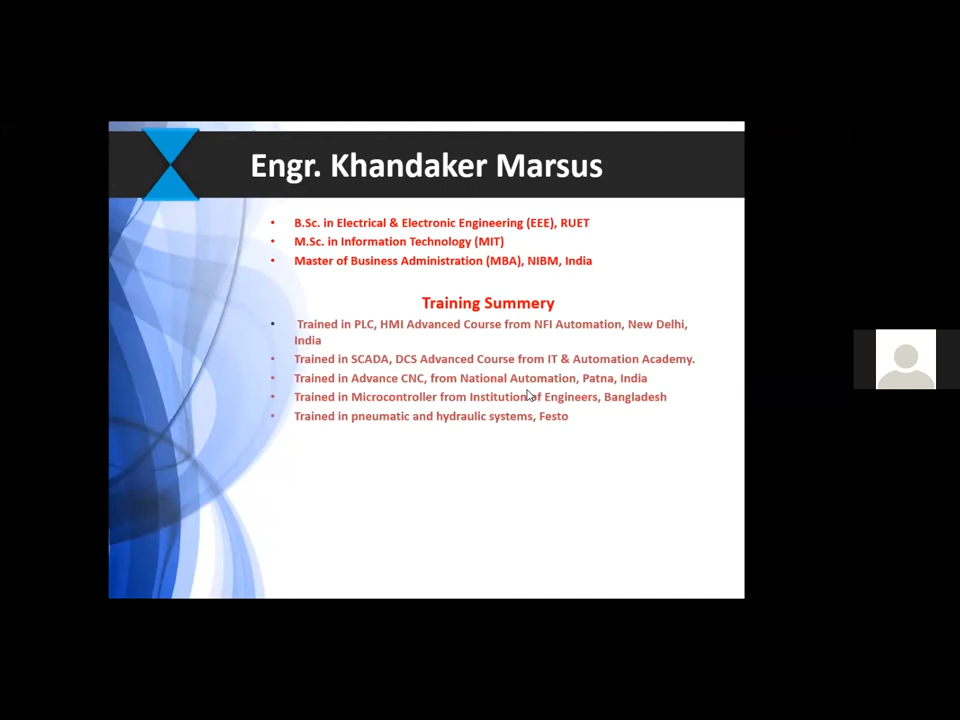 Engr. Khandaker Marsus
• B.Sc. in Electrical & Electronic Engineering (EEE), RUET
• M.Sc. in Information Technology (MIT)
• Master of Business Administration (MBA), NIBM, India
Training Summery
• Trained in PLC, HMI Advanced Course from NFI Automation, New Delhi,
India
• Trained in SCADA, DCS Advanced Course from IT & Automation Academy.
• Trained in Advance CNC, from National Automation, Patna, India
• Trained in Microcontroller from Institution of Engineers, Bangladesh
• Trained in pneumatic and hydraulic systems, Festo